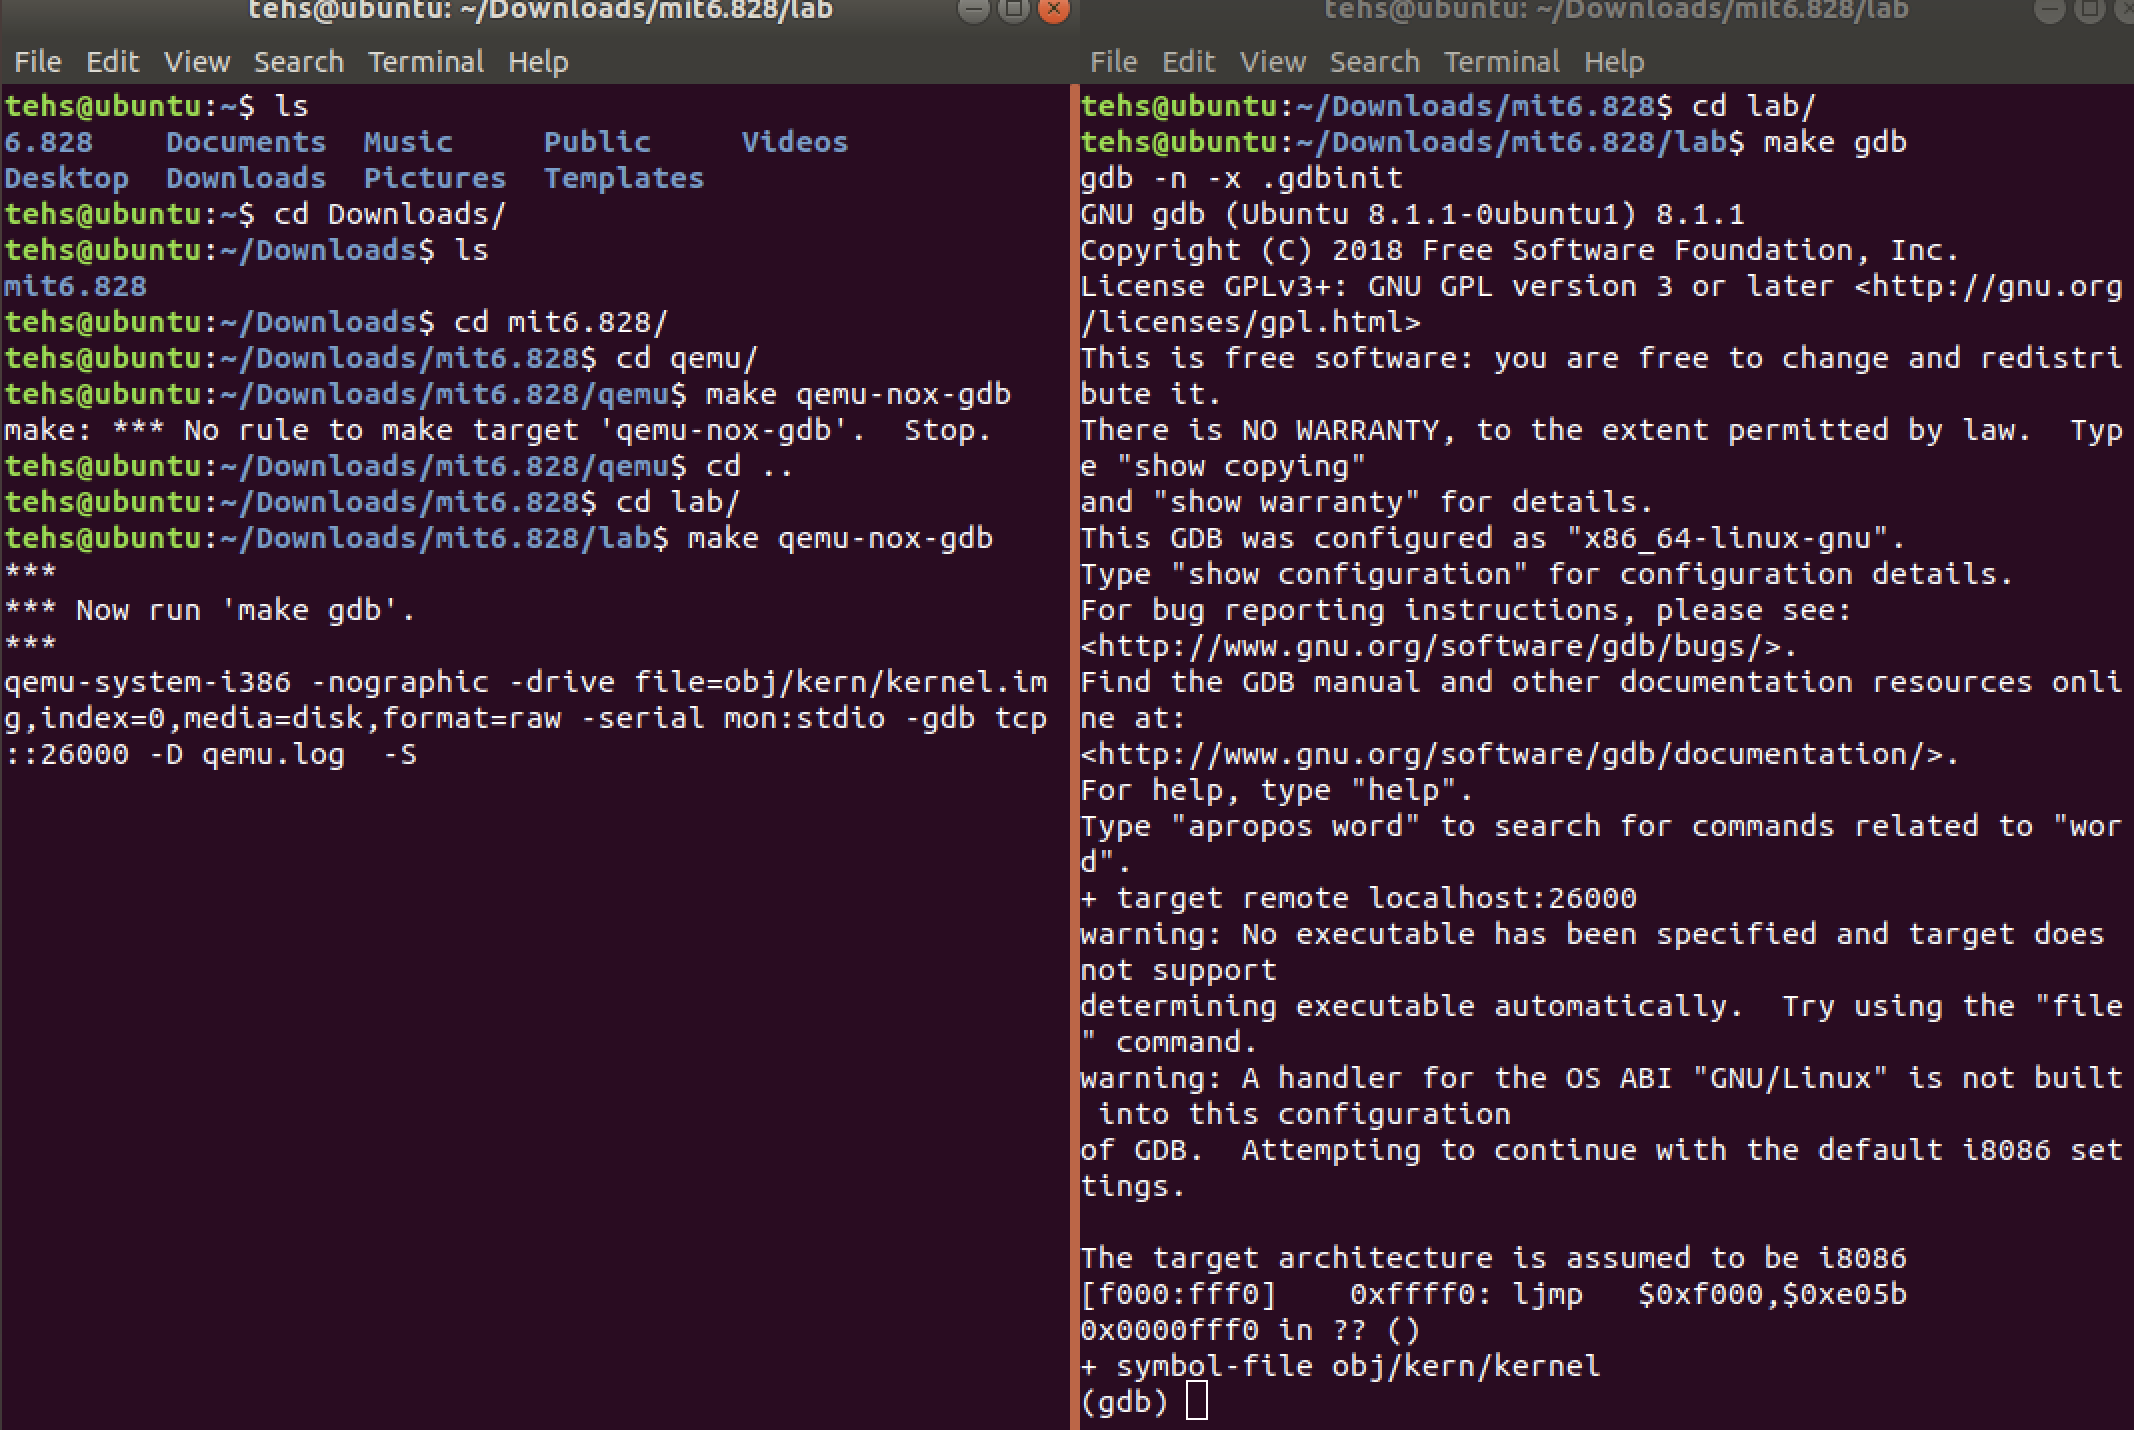 tehs@ubuntu: ~/Downloads/mit6.828/lab
File Edit View Search Terminal Help
tehs@ubuntu:~$ ls
6.828 Documents Music Public Videos
Desktop Downloads Pictures Templates
tehs@ubuntu:~$ cd Downloads/
tehs@ubuntu:~/Downloads$ ls
mit6.828
tehs@ubuntu:~/Downloads$ cd mit6.828/
tehs@ubuntu:~/Downloads/mit6.828$ cd qemu/
tehs@ubuntu:~/Downloads/mit6.828/qemu$ make qemu-nox-gdb
make: *** No rule to make target 'qemu-nox-gdb'.  Stop.
tehs@ubuntu:~/Downloads/mit6.828/qemu$ cd ..
tehs@ubuntu:~/Downloads/mit6.828$ cd lab/
tehs@ubuntu:~/Downloads/mit6.828/lab$ make qemu-nox-gdb
***
*** Now run 'make gdb'.
***
qemu-system-i386 -nographic -drive file=obj/kern/kernel.im
g,index=0,media=disk,format=raw -serial mon:stdio -gdb tcp
::26000 -D qemu.log  -S
tehs@ubuntu: ~/Downloads/mit6.828/lab
File Edit View Search Terminal Help
tehs@ubuntu:~/Downloads/mit6.828$ cd lab/
tehs@ubuntu:~/Downloads/mit6.828/lab$ make gdb
gdb -n -x .gdbinit
GNU gdb (Ubuntu 8.1.1-0ubuntu1) 8.1.1
Copyright (C) 2018 Free Software Foundation, Inc.
License GPLv3+: GNU GPL version 3 or later <http://gnu.org
/licenses/gpl.html>
This is free software: you are free to change and redistri
bute it.
There is NO WARRANTY, to the extent permitted by law.  Typ
e "show copying"
and "show warranty" for details.
This GDB was configured as "x86_64-linux-gnu".
Type "show configuration" for configuration details.
For bug reporting instructions, please see:
<http://www.gnu.org/software/gdb/bugs/>.
Find the GDB manual and other documentation resources onli
ne at:
<http://www.gnu.org/software/gdb/documentation/>.
For help, type "help".
Type "apropos word" to search for commands related to "wor
d".
+ target remote localhost:26000
warning: No executable has been specified and target does
not support
determining executable automatically.  Try using the "file
" command.
warning: A handler for the OS ABI "GNU/Linux" is not built
 into this configuration
of GDB.  Attempting to continue with the default i8086 set
tings.
The target architecture is assumed to be i8086
[f000:fff0]    0xffff0: ljmp   $0xf000,$0xe05b
0x0000fff0 in ?? ()
+ symbol-file obj/kern/kernel
(gdb)